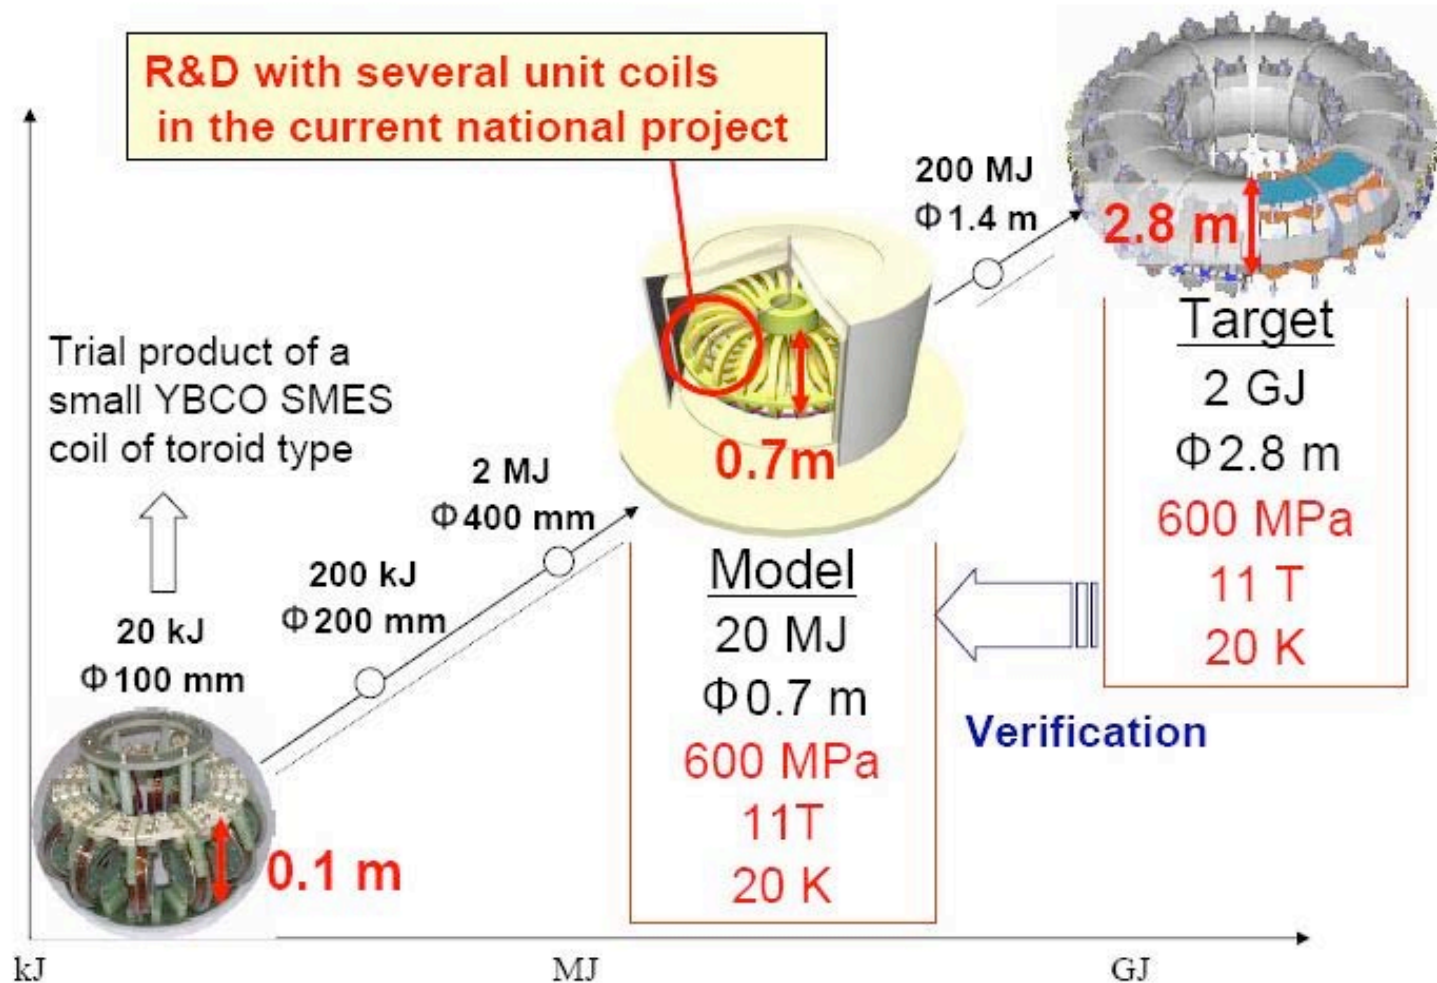 R&D with several unit coils
in the current national project
200 MJ
Φ1.4 m
2.8 m
Target
2 GJ
Φ2.8 m
600 MPa
11 T
20 K
Trial product of a
small YBCO SMES
coil of toroid type
0.7m
2 MJ
Φ400 mm
200 kJ
Φ200 mm
20 kJ
Φ100 mm
0.1 m
Model
20 MJ
Φ0.7 m
600 MPa
11T
20 K
Verification
kJ
MJ
GJ